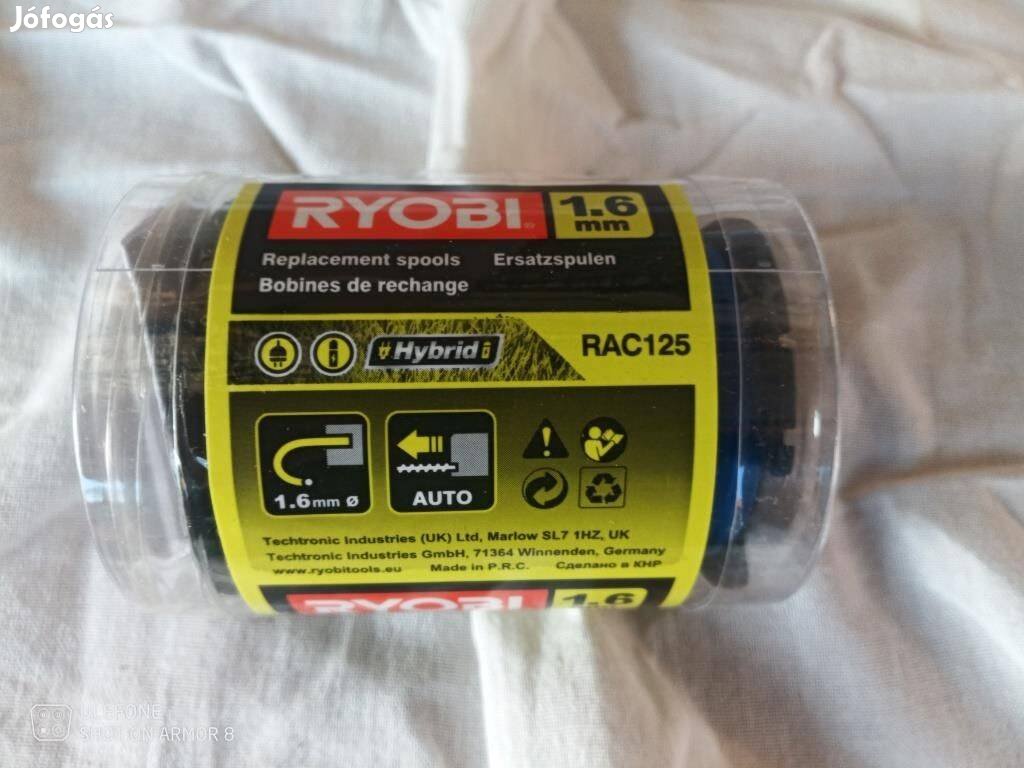 Jófogás
RYOBI® 1.6 mm
Replacement spools Ersatzspulen
Bobines de rechange
Hybrid RAC125
1.6mm ø AUTO
Techtronic Industries (UK) Ltd, Marlow SL7 1HZ, UK
Techtronic Industries GmbH, 71364 Winnenden, Germany
www.ryobitools.eu Made in P.R.C. Сделано в КНР
RYOBI 1.6
ULEFONE
SHOT ON ARMOR 8